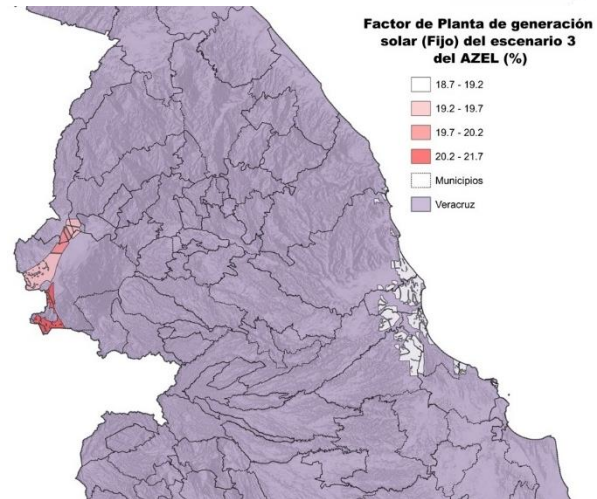 Factor de Planta de generación
solar (Fijo) del escenario 3
del AZEL (%)
18.7 - 19.2
19.2 - 19.7
19.7 - 20.2
20.2 - 21.7
Municipios
Veracruz